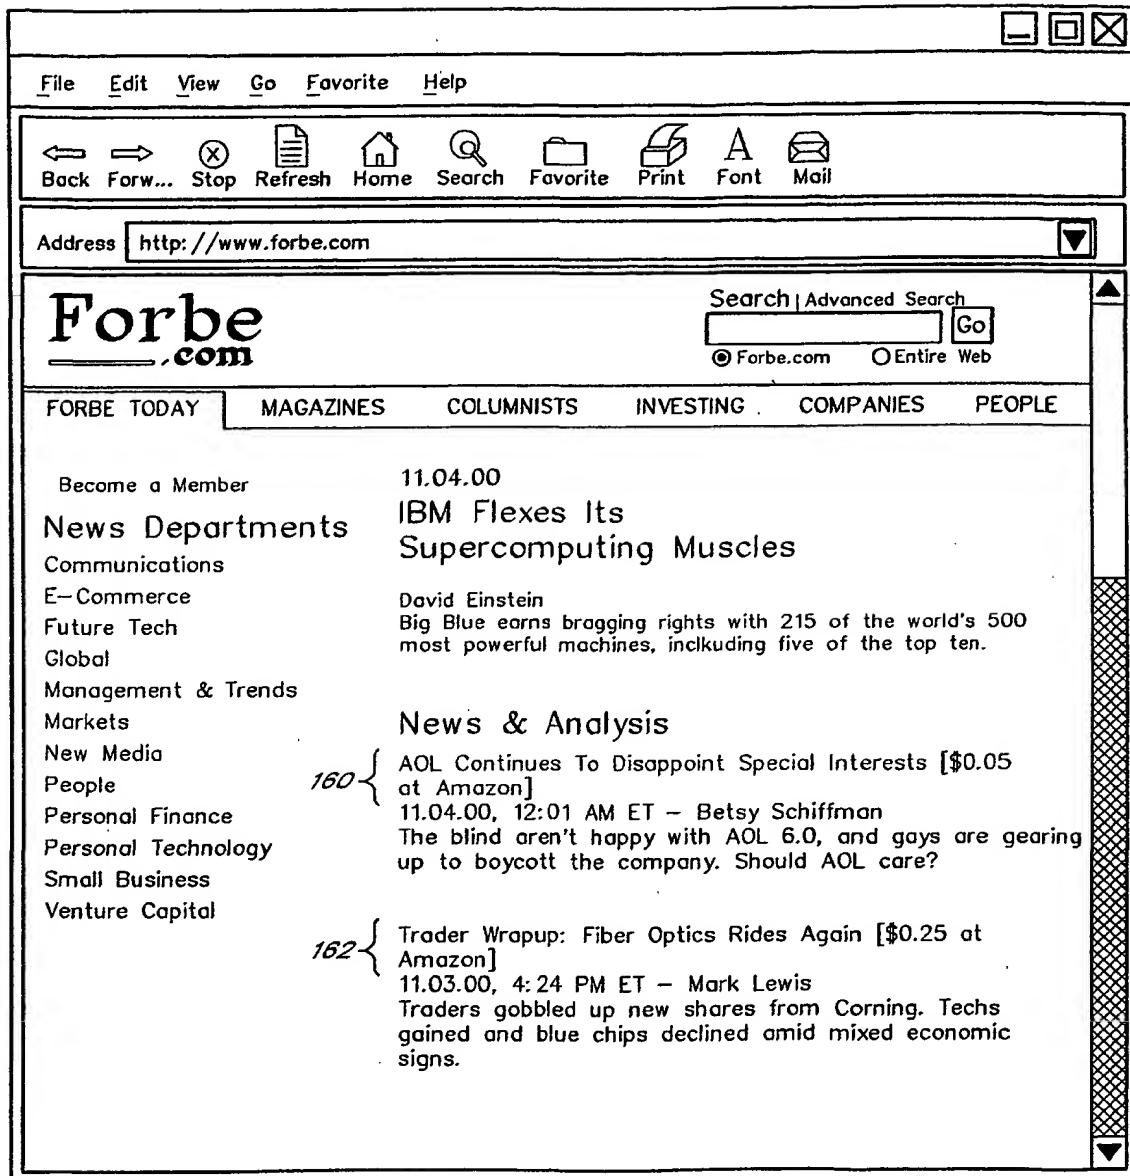 File Edit View Go Favorite Help
Back Forw... Stop Refresh Home Search Favorite Print Font Mail
Address http://www.forbe.com
Forbe
.com
Search | Advanced Search
Go
Forbe.com Entire Web
FORBE TODAY MAGAZINES COLUMNISTS INVESTING COMPANIES PEOPLE
Become a Member
News Departments
Communications
E-Commerce
Future Tech
Global
Management & Trends
Markets
New Media
People
Personal Finance
Personal Technology
Small Business
Venture Capital
11.04.00
IBM Flexes Its
Supercomputing Muscles
David Einstein
Big Blue earns bragging rights with 215 of the world's 500
most powerful machines, inclkuding five of the top ten.
News & Analysis
160
AOL Continues To Disappoint Special Interests [$0.05
at Amazon]
11.04.00, 12:01 AM ET – Betsy Schiffman
The blind aren't happy with AOL 6.0, and gays are gearing
up to boycott the company. Should AOL care?
162
Trader Wrapup: Fiber Optics Rides Again [$0.25 at
Amazon]
11.03.00, 4:24 PM ET – Mark Lewis
Traders gobbled up new shares from Corning. Techs
gained and blue chips declined amid mixed economic
signs.